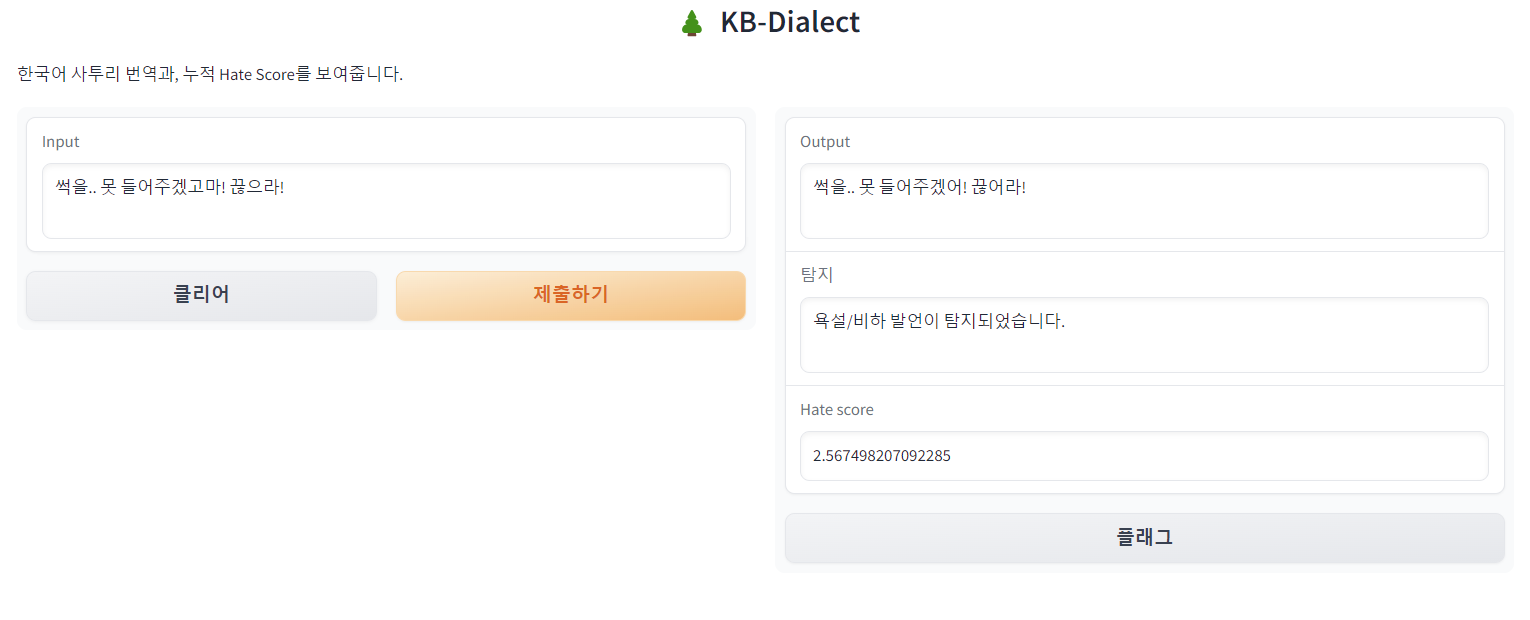 🌲 KB-Dialect
한국어 사투리 번역과, 누적 Hate Score를 보여줍니다.
Input
썩을.. 못 들어주겠고마! 끊으라!
클리어
제출하기
Output
썩을.. 못 들어주겠어! 끊어라!
탐지
욕설/비하 발언이 탐지되었습니다.
Hate score
2.567498207092285
플래그